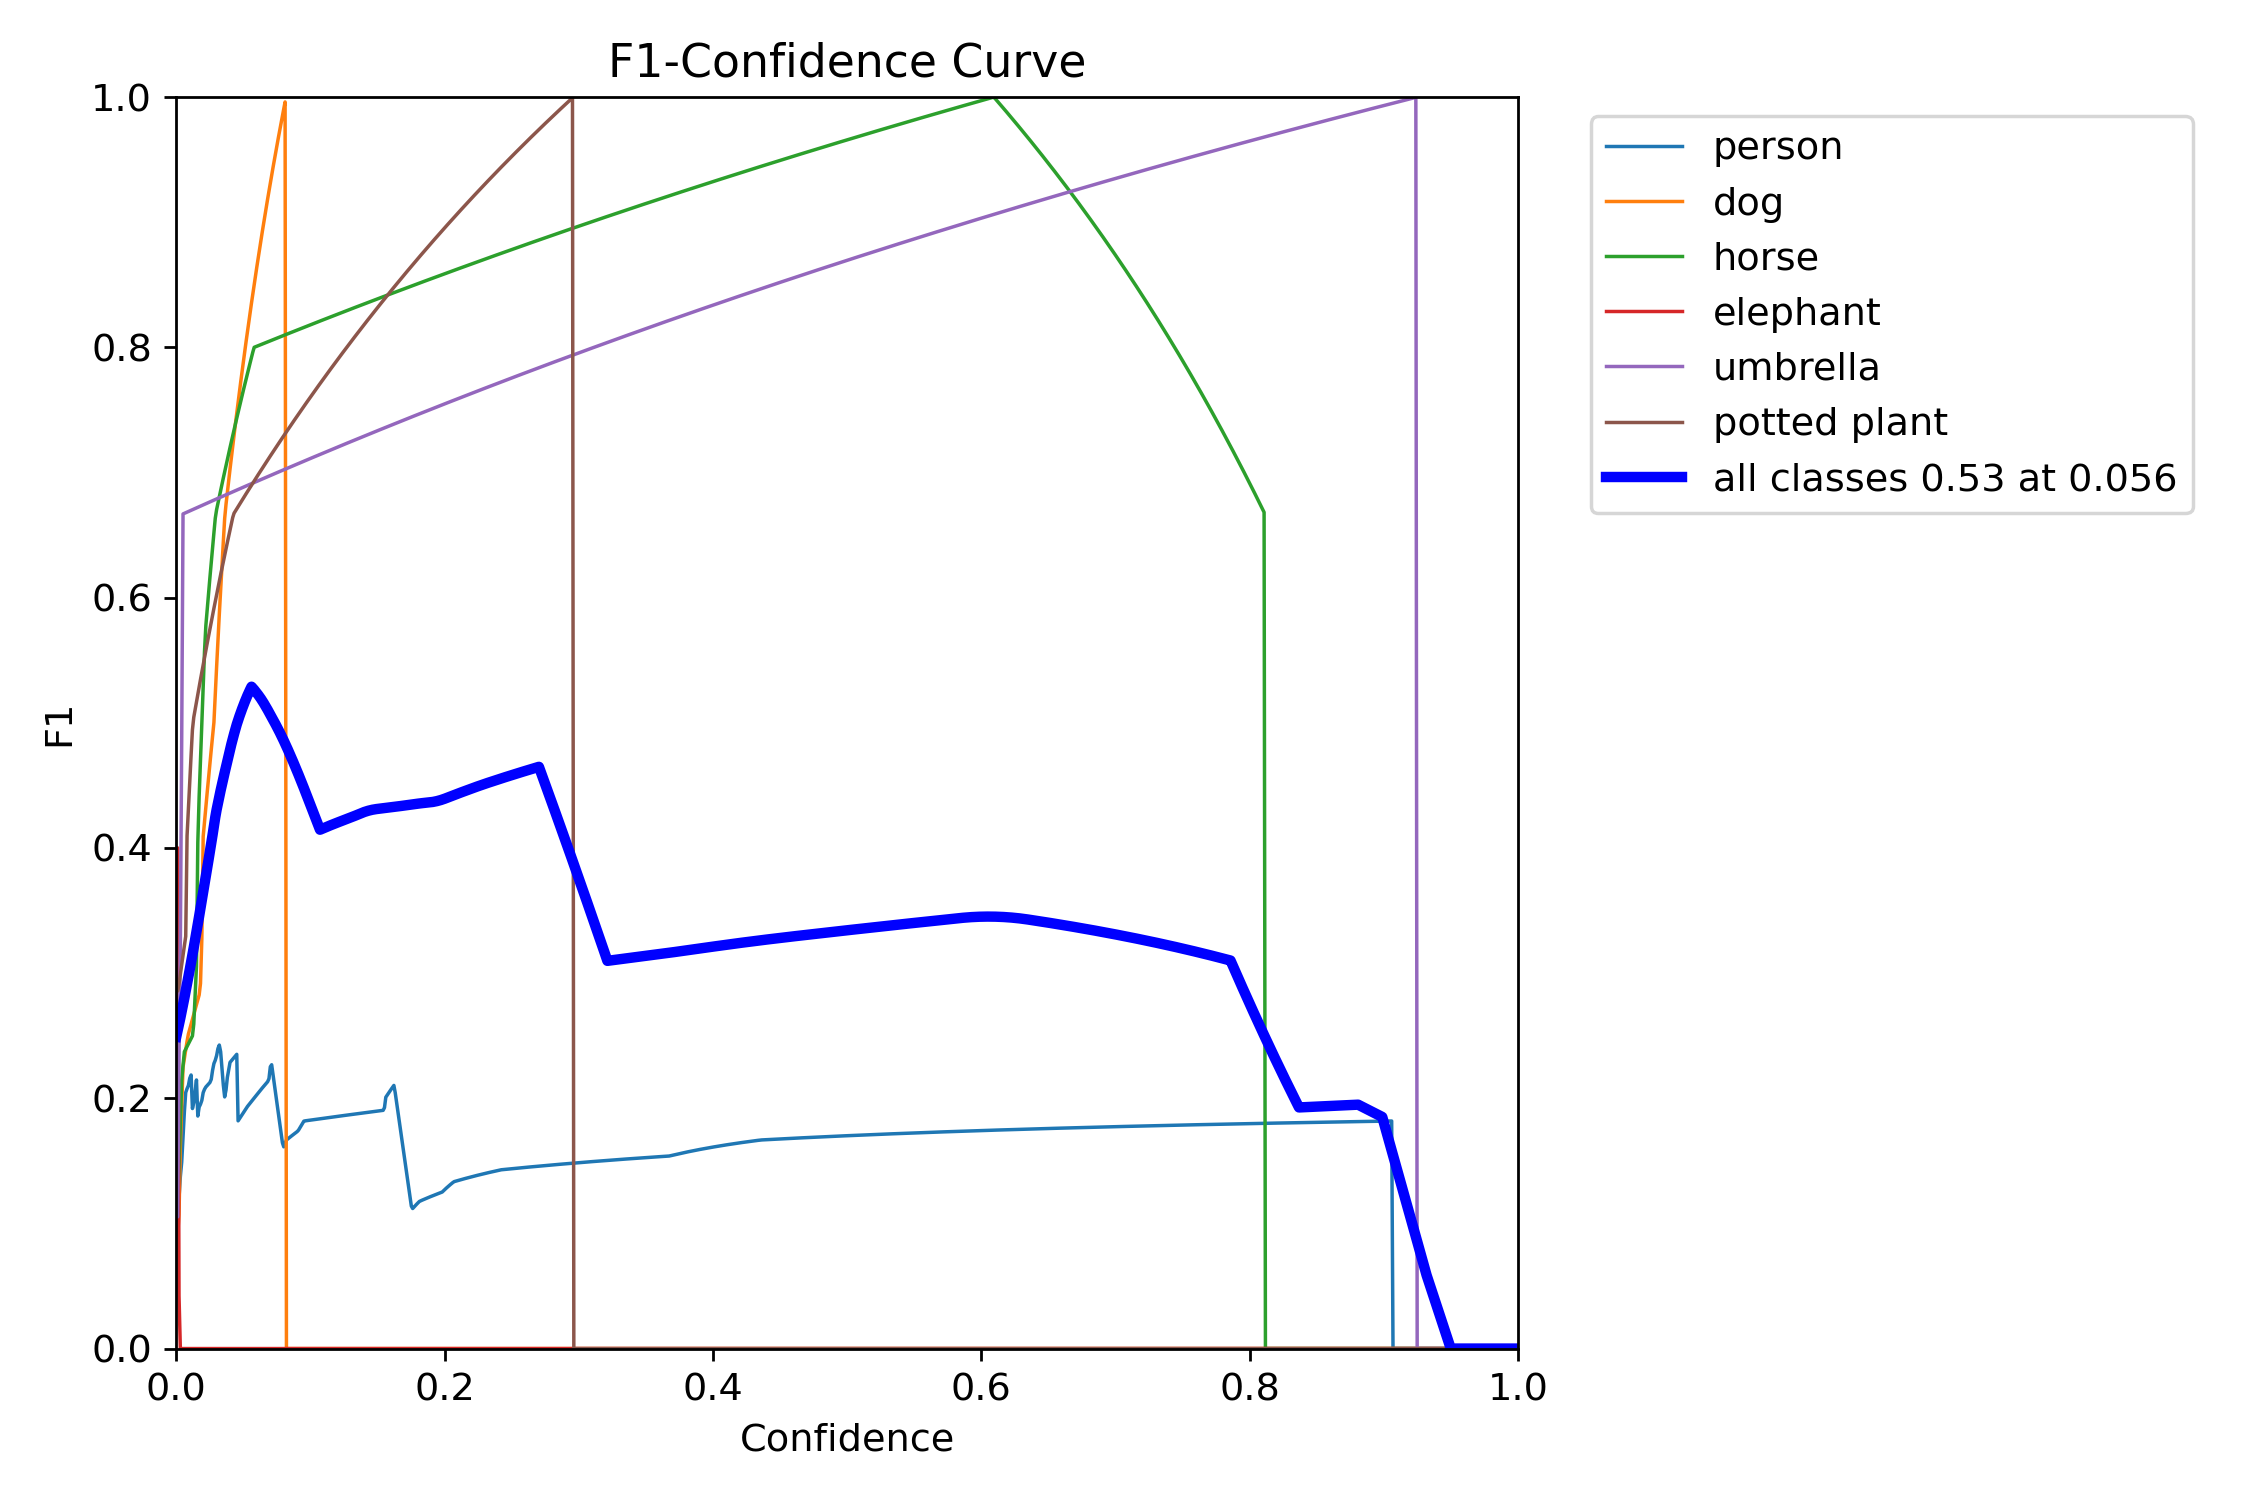 F1-Confidence Curve
1.0
0.8
0.6
0.4
0.2
0.0
F1
0.0 0.2 0.4 0.6 0.8 1.0
Confidence
person
dog
horse
elephant
umbrella
potted plant
all classes 0.53 at 0.056